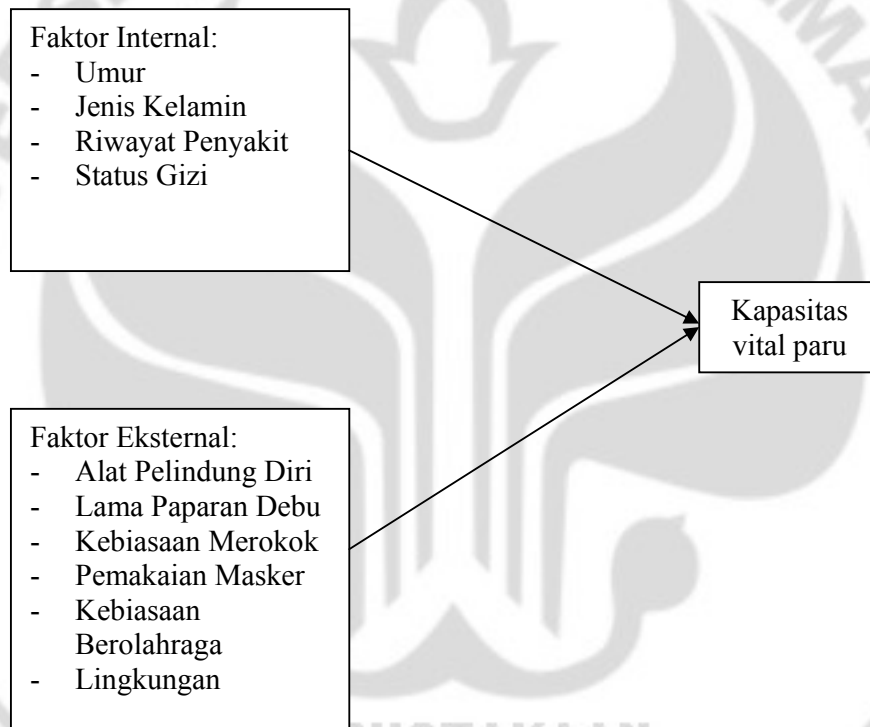 Faktor Internal:
- Umur
- Jenis Kelamin
- Riwayat Penyakit
- Status Gizi
Kapasitas
vital paru
Faktor Eksternal:
- Alat Pelindung Diri
- Lama Paparan Debu
- Kebiasaan Merokok
- Pemakaian Masker
- Kebiasaan
Berolahraga
- Lingkungan